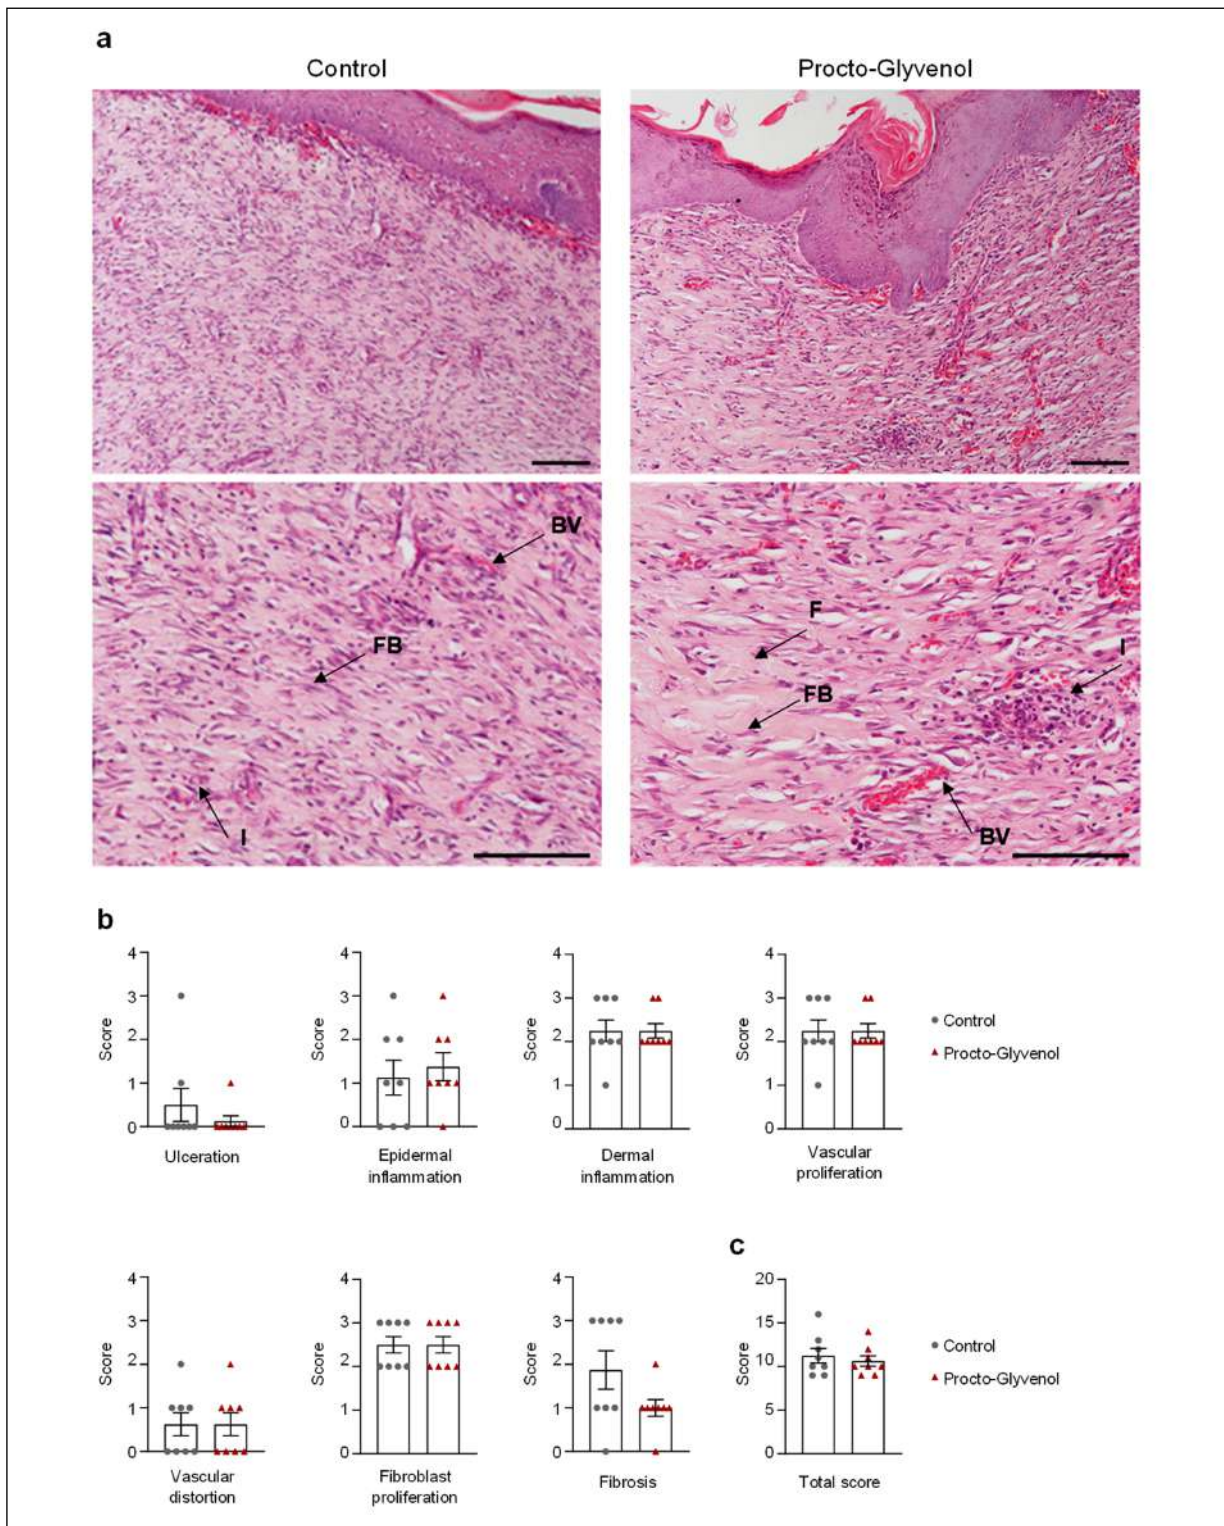 a
Control
Procto-Glyvenol
BV
FB
I
F
FB
I
BV
b
4
3
2
1
0
Score
Ulceration
4
3
2
1
0
Score
Epidermal
inflammation
4
3
2
1
0
Score
Dermal
inflammation
4
3
2
1
0
Score
Vascular
proliferation
Control
Procto-Glyvenol
4
3
2
1
0
Score
Vascular
distortion
4
3
2
1
0
Score
Fibroblast
proliferation
4
3
2
1
0
Score
Fibrosis
c
20
15
10
5
0
Score
Total score
Control
Procto-Glyvenol